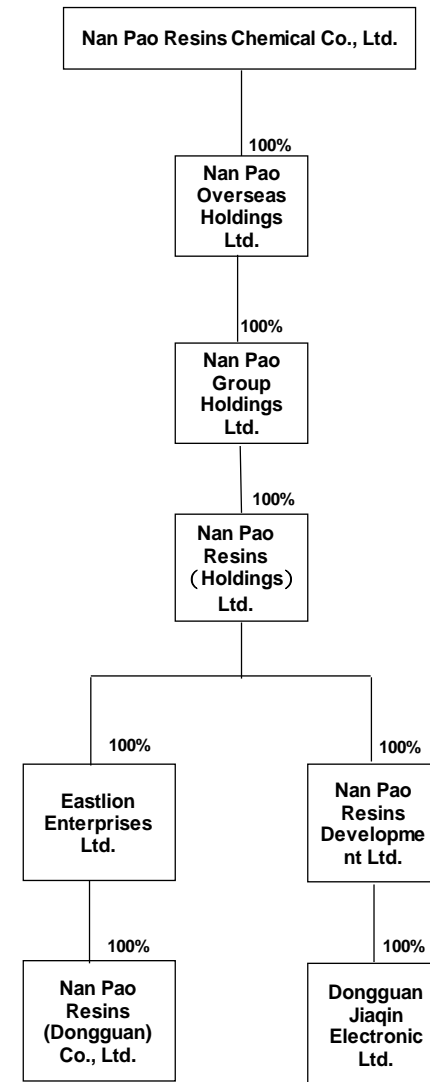 Nan Pao Resins Chemical Co., Ltd.
100%
Nan Pao
Overseas
Holdings
Ltd.
100%
Nan Pao
Group
Holdings
Ltd.
100%
Nan Pao
Resins
（Holdings）
Ltd.
100%
Eastlion
Enterprises
Ltd.
100%
Nan Pao
Resins
Developme
nt Ltd.
100%
Nan Pao
Resins
(Dongguan)
Co., Ltd.
100%
Dongguan
Jiaqin
Electronic
Ltd.